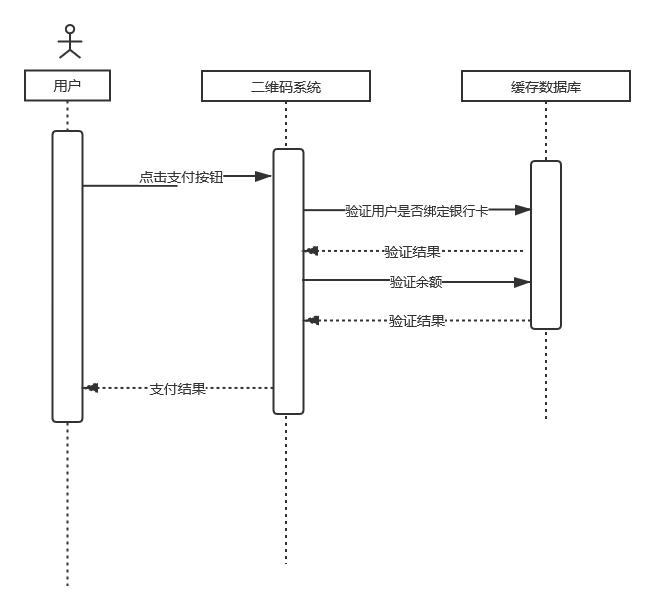 用户
二维码系统
缓存数据库
点击支付按钮
验证用户是否绑定银行卡
验证结果
验证余额
验证结果
支付结果